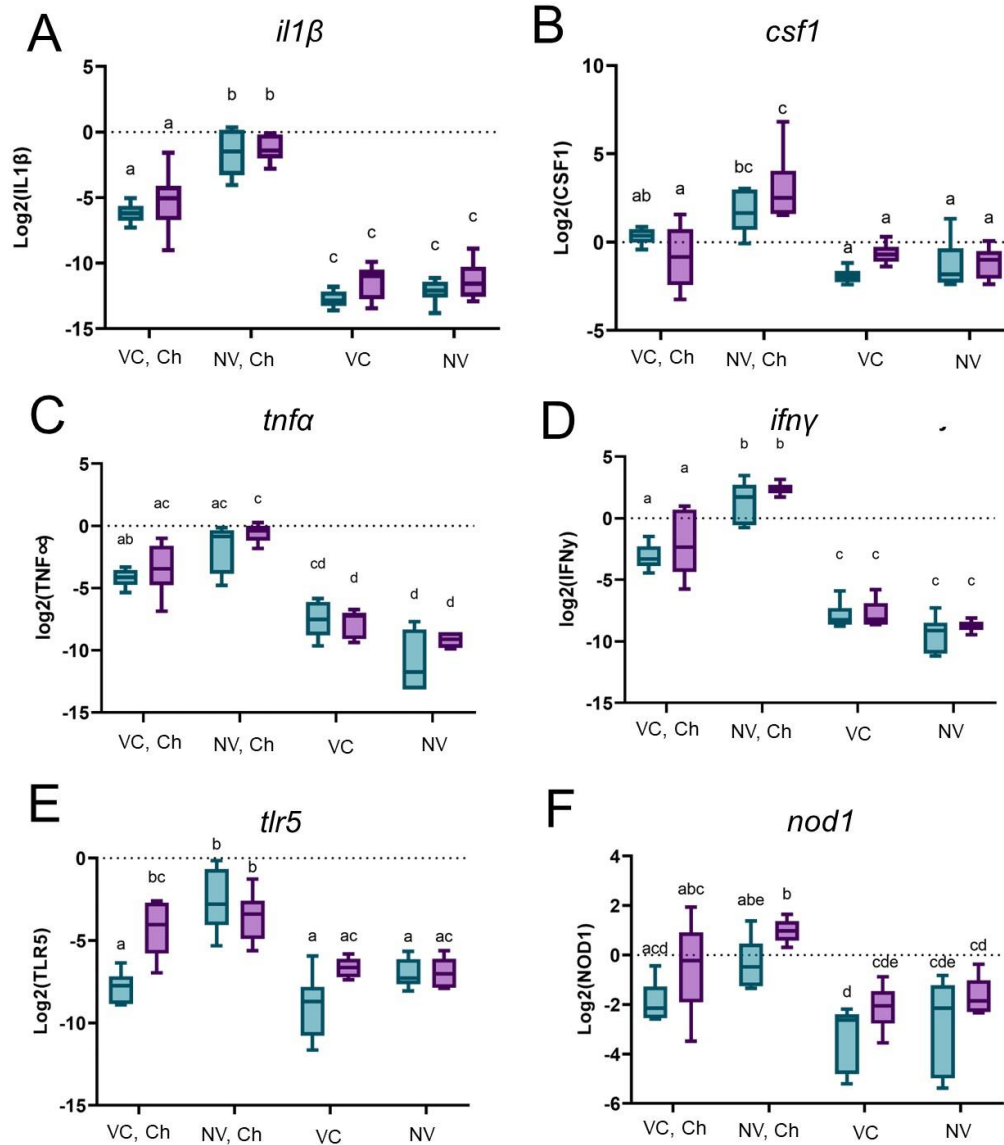 A
il1β
Log2(IL1β)
5
0
-5
-10
-15
a
a
b
b
c
c
c
c
VC, Ch
NV, Ch
VC
NV
B
csf1
Log2(CSF1)
10
5
0
-5
ab
a
bc
c
a
a
a
a
VC, Ch
NV, Ch
VC
NV
C
tnfα
log2(TNF∝)
5
0
-5
-10
-15
ab
ac
ac
c
cd
d
d
d
VC, Ch
NV, Ch
VC
NV
D
ifnγ
log2(IFNy)
5
0
-5
-10
-15
a
a
b
b
c
c
c
c
VC, Ch
NV, Ch
VC
NV
E
tlr5
Log2(TLR5)
0
-5
-10
-15
a
bc
b
b
a
ac
a
ac
VC, Ch
NV, Ch
VC
NV
F
nod1
Log2(NOD1)
4
2
0
-2
-4
-6
acd
abc
abe
b
d
cde
cde
cd
VC, Ch
NV, Ch
VC
NV